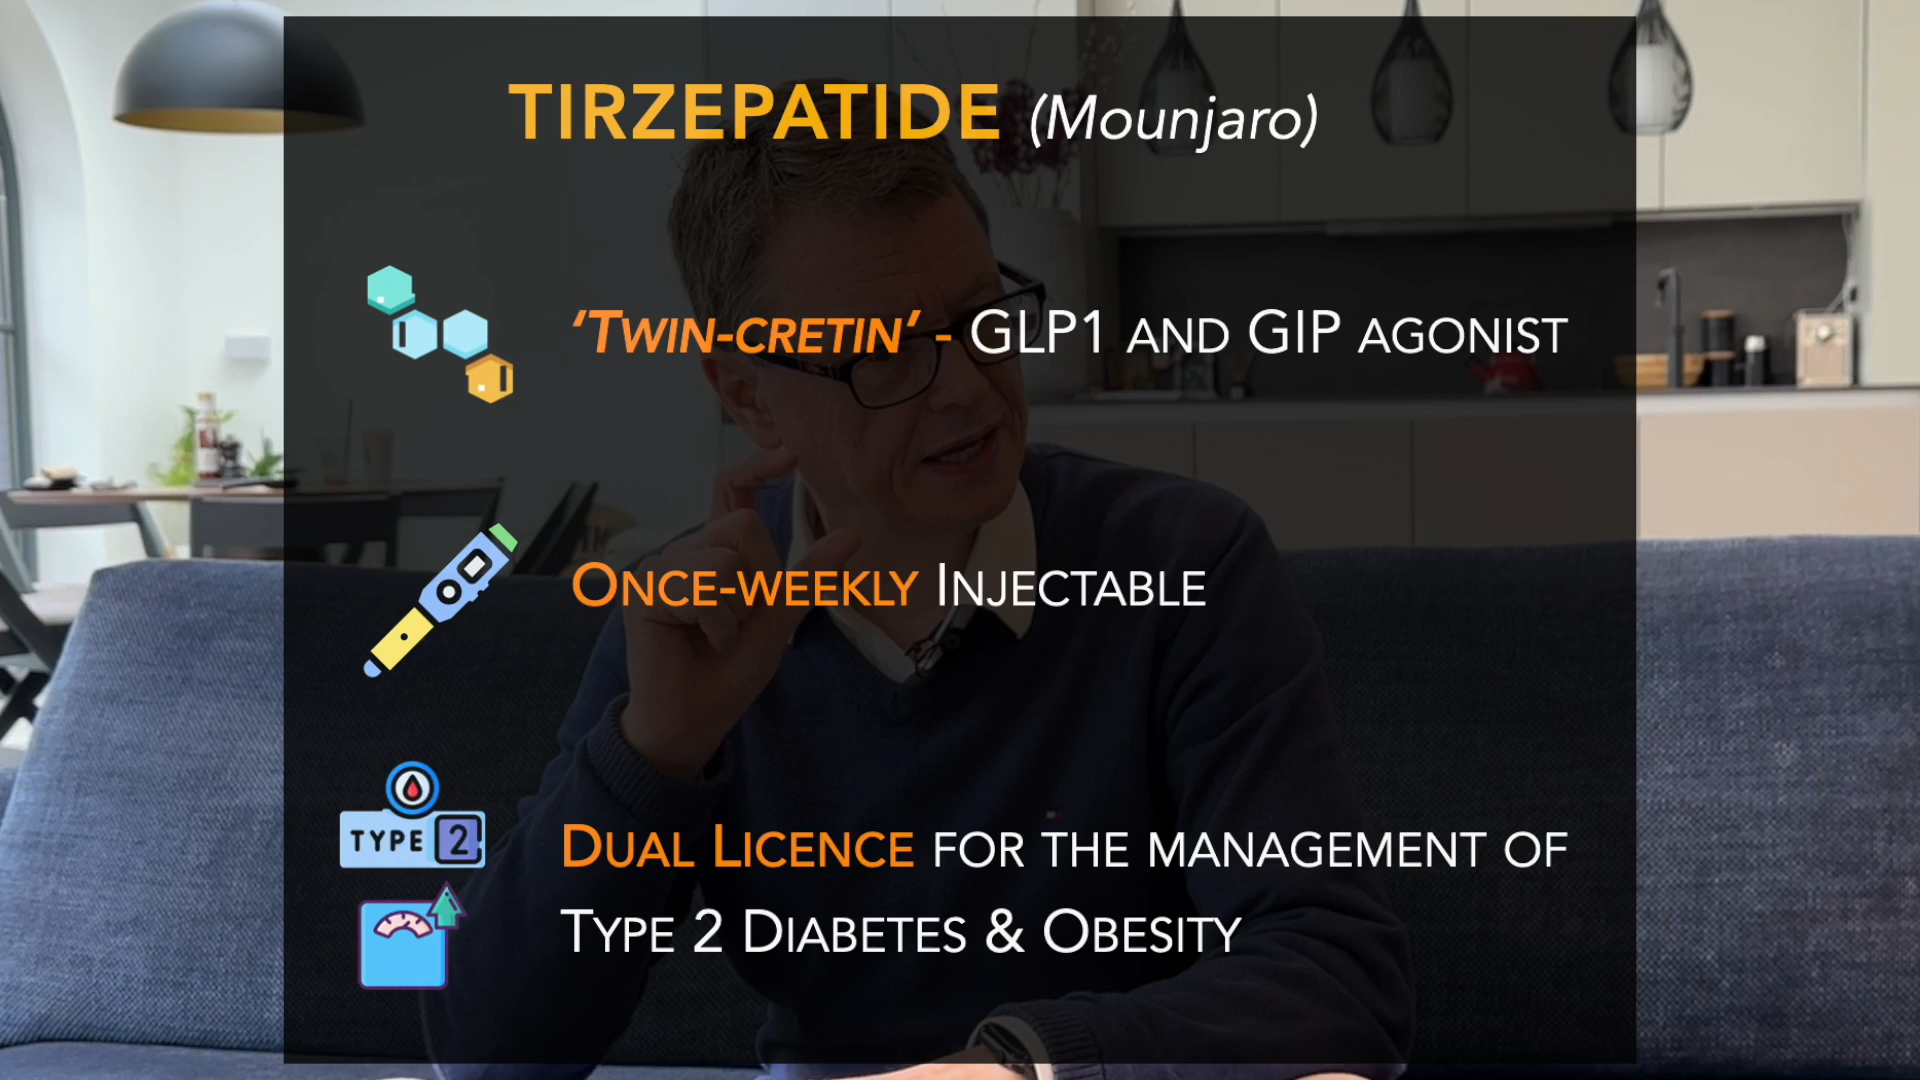 TIRZEPATIDE (Mounjaro)
'Twin-cretin' - GLP1 and GIP agonist
Once-weekly Injectable
TYPE 2
Dual Licence for the management of
Type 2 Diabetes & Obesity